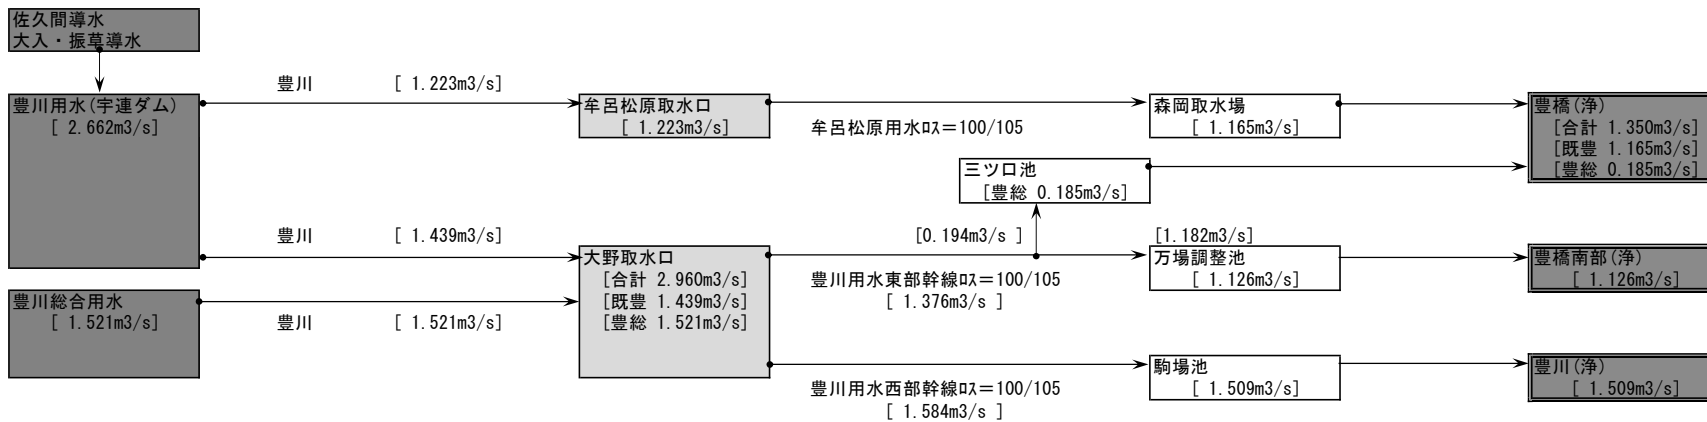 佐久間導水
大入・振草導水
豊川 [ 1.223m3/s]
豊川用水(宇連ダム)
[ 2.662m3/s]
牟呂松原取水口
[ 1.223m3/s]
牟呂松原用水ﾛｽ＝100/105
森岡取水場
[ 1.165m3/s]
豊橋(浄)
[合計 1.350m3/s]
[既豊 1.165m3/s]
[豊総 0.185m3/s]
三ツ口池
[豊総 0.185m3/s]
豊川 [ 1.439m3/s]
[0.194m3/s ]
[1.182m3/s]
大野取水口
[合計 2.960m3/s]
[既豊 1.439m3/s]
[豊総 1.521m3/s]
豊川用水東部幹線ﾛｽ＝100/105
[ 1.376m3/s ]
万場調整池
[ 1.126m3/s]
豊橋南部(浄)
[ 1.126m3/s]
豊川総合用水
[ 1.521m3/s]
豊川 [ 1.521m3/s]
豊川用水西部幹線ﾛｽ＝100/105
[ 1.584m3/s ]
駒場池
[ 1.509m3/s]
豊川(浄)
[ 1.509m3/s]